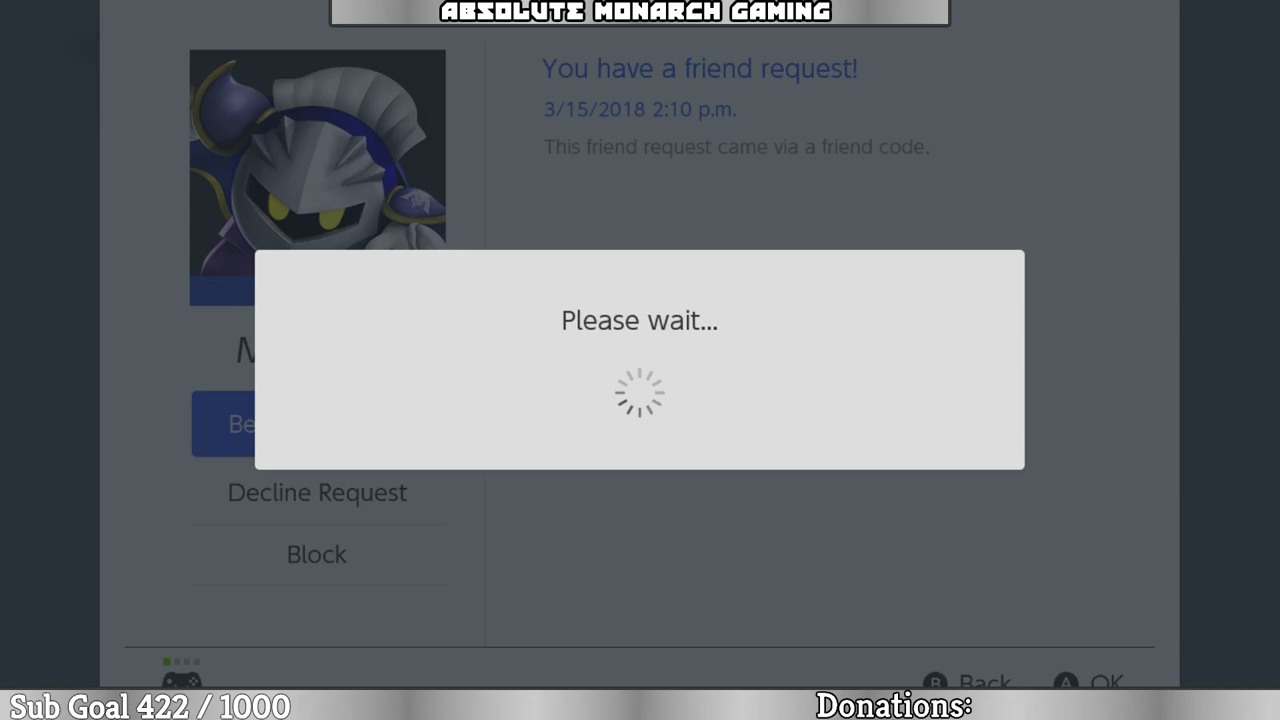 ABSOLUTE MONARCH GAMING
You have a friend request!
3/15/2018 2:10 p.m.
This friend request came via a friend code.
Please wait...
Decline Request
Block
B Back A OK
Sub Goal 422 / 1000
Donations: